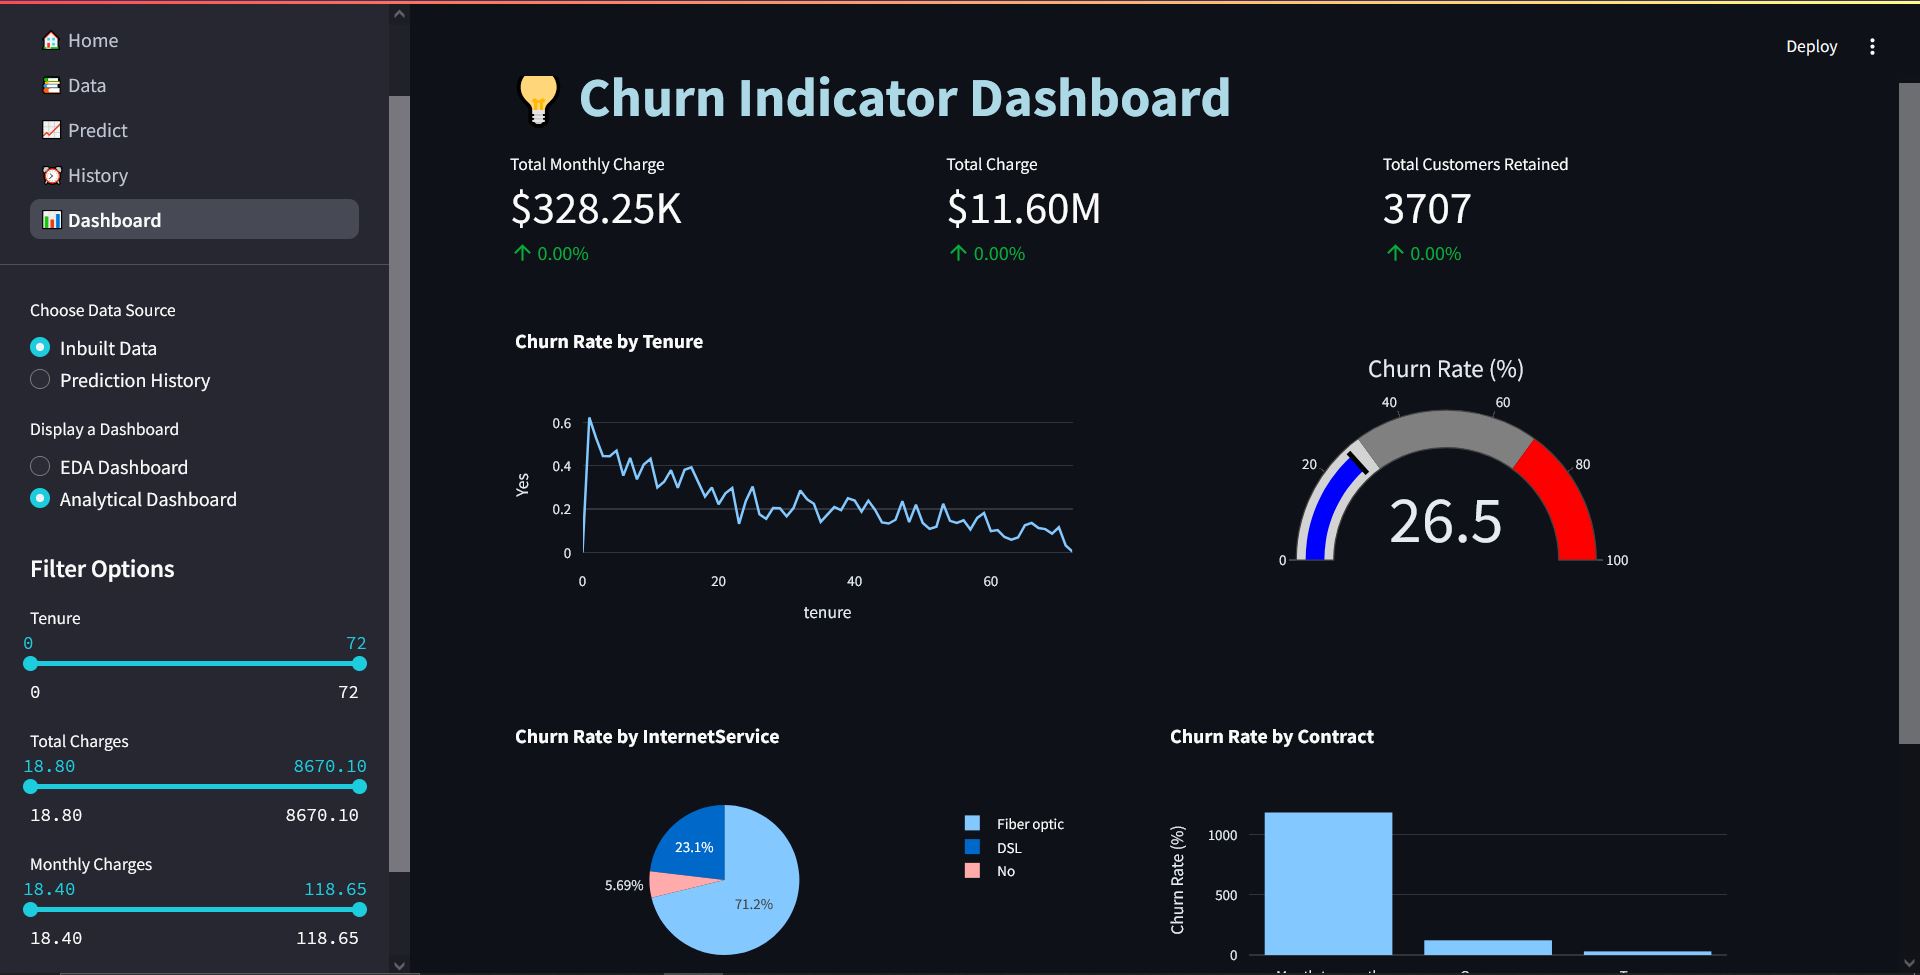 Home
Data
Predict
History
Dashboard
Choose Data Source
Inbuilt Data
Prediction History
Display a Dashboard
EDA Dashboard
Analytical Dashboard
Filter Options
Tenure
0 72
0 72
Total Charges
18.80 8670.10
18.80 8670.10
Monthly Charges
18.40 118.65
18.40 118.65
Deploy
Churn Indicator Dashboard
Total Monthly Charge
$328.25K
↑ 0.00%
Total Charge
$11.60M
↑ 0.00%
Total Customers Retained
3707
↑ 0.00%
Churn Rate by Tenure
Yes
0.6
0.4
0.2
0
0 20 40 60
tenure
Churn Rate (%)
0
20
40
60
80
100
26.5
Churn Rate by InternetService
23.1%
5.69%
71.2%
Fiber optic
DSL
No
Churn Rate by Contract
Churn Rate (%)
1000
500
0